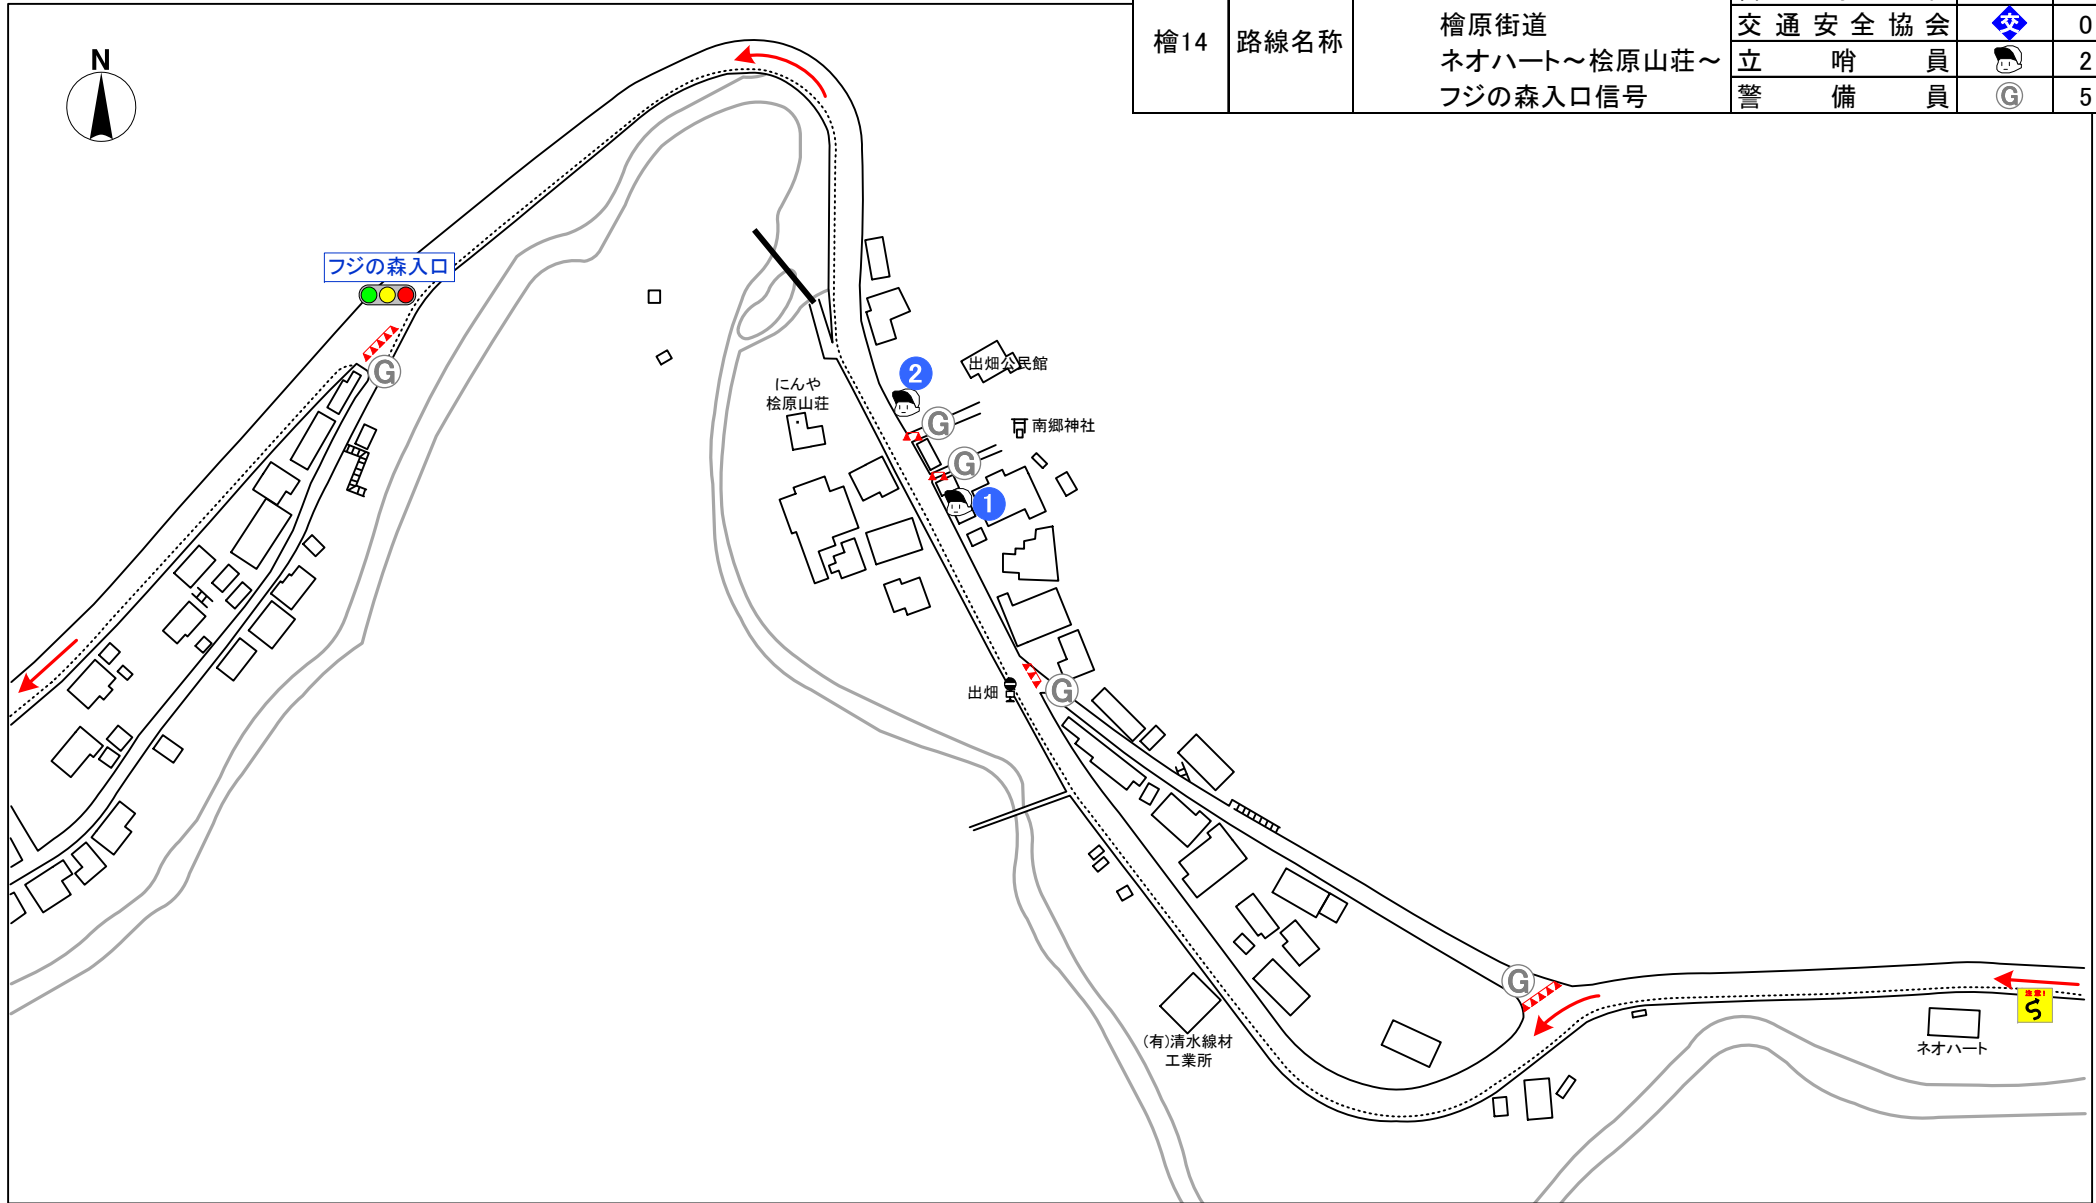 檜14
路線名称
檜原街道
ネオハート～桧原山荘～
フジの森入口信号
交通安全協会 交 0
立哨員 2
警備員 G 5
N
フジの森入口
G
出畑公民館
2
にんや
桧原山荘
G
南郷神社
G
1
出畑
G
G
注意!
ネオハート
(有)清水線材
工業所